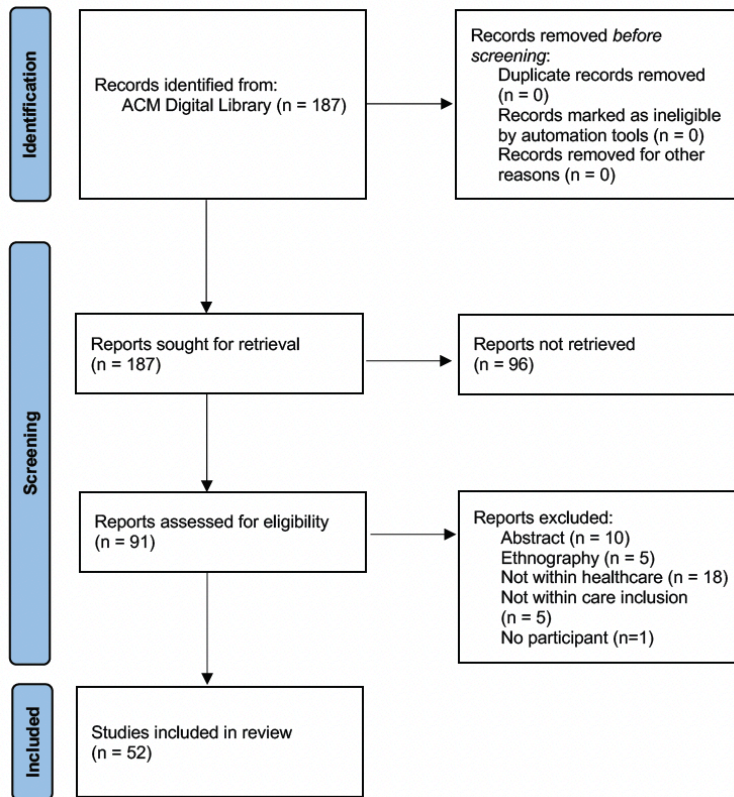 Identification
Records identified from:
ACM Digital Library (n = 187)
Records removed before
screening:
Duplicate records removed
(n = 0)
Records marked as ineligible
by automation tools (n = 0)
Records removed for other
reasons (n = 0)
Screening
Reports sought for retrieval
(n = 187)
Reports not retrieved
(n = 96)
Reports assessed for eligibility
(n = 91)
Reports excluded:
Abstract (n = 10)
Ethnography (n = 5)
Not within healthcare (n = 18)
Not within care inclusion
(n = 5)
No participant (n=1)
Included
Studies included in review
(n = 52)